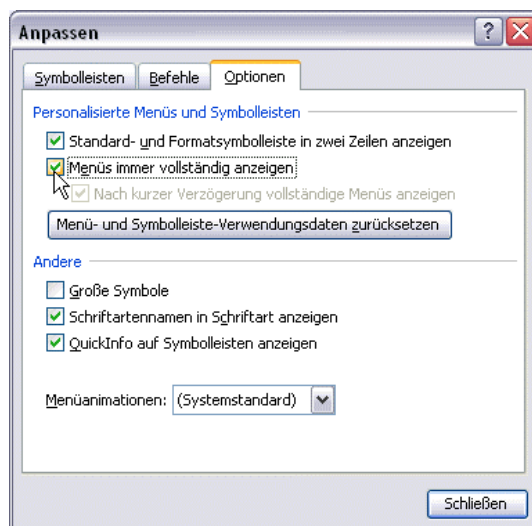 Anpassen
Symbolleisten Befehle Optionen
Personalisierte Menüs und Symbolleisten
Standard- und Formatsymbolleiste in zwei Zeilen anzeigen
Menüs immer vollständig anzeigen
Nach kurzer Verzögerung vollständige Menüs anzeigen
Menü- und Symbolleiste-Verwendungsdaten zurücksetzen
Andere
Große Symbole
Schriftartennamen in Schriftart anzeigen
QuickInfo auf Symbolleisten anzeigen
Menüanimationen: (Systemstandard)
Schließen